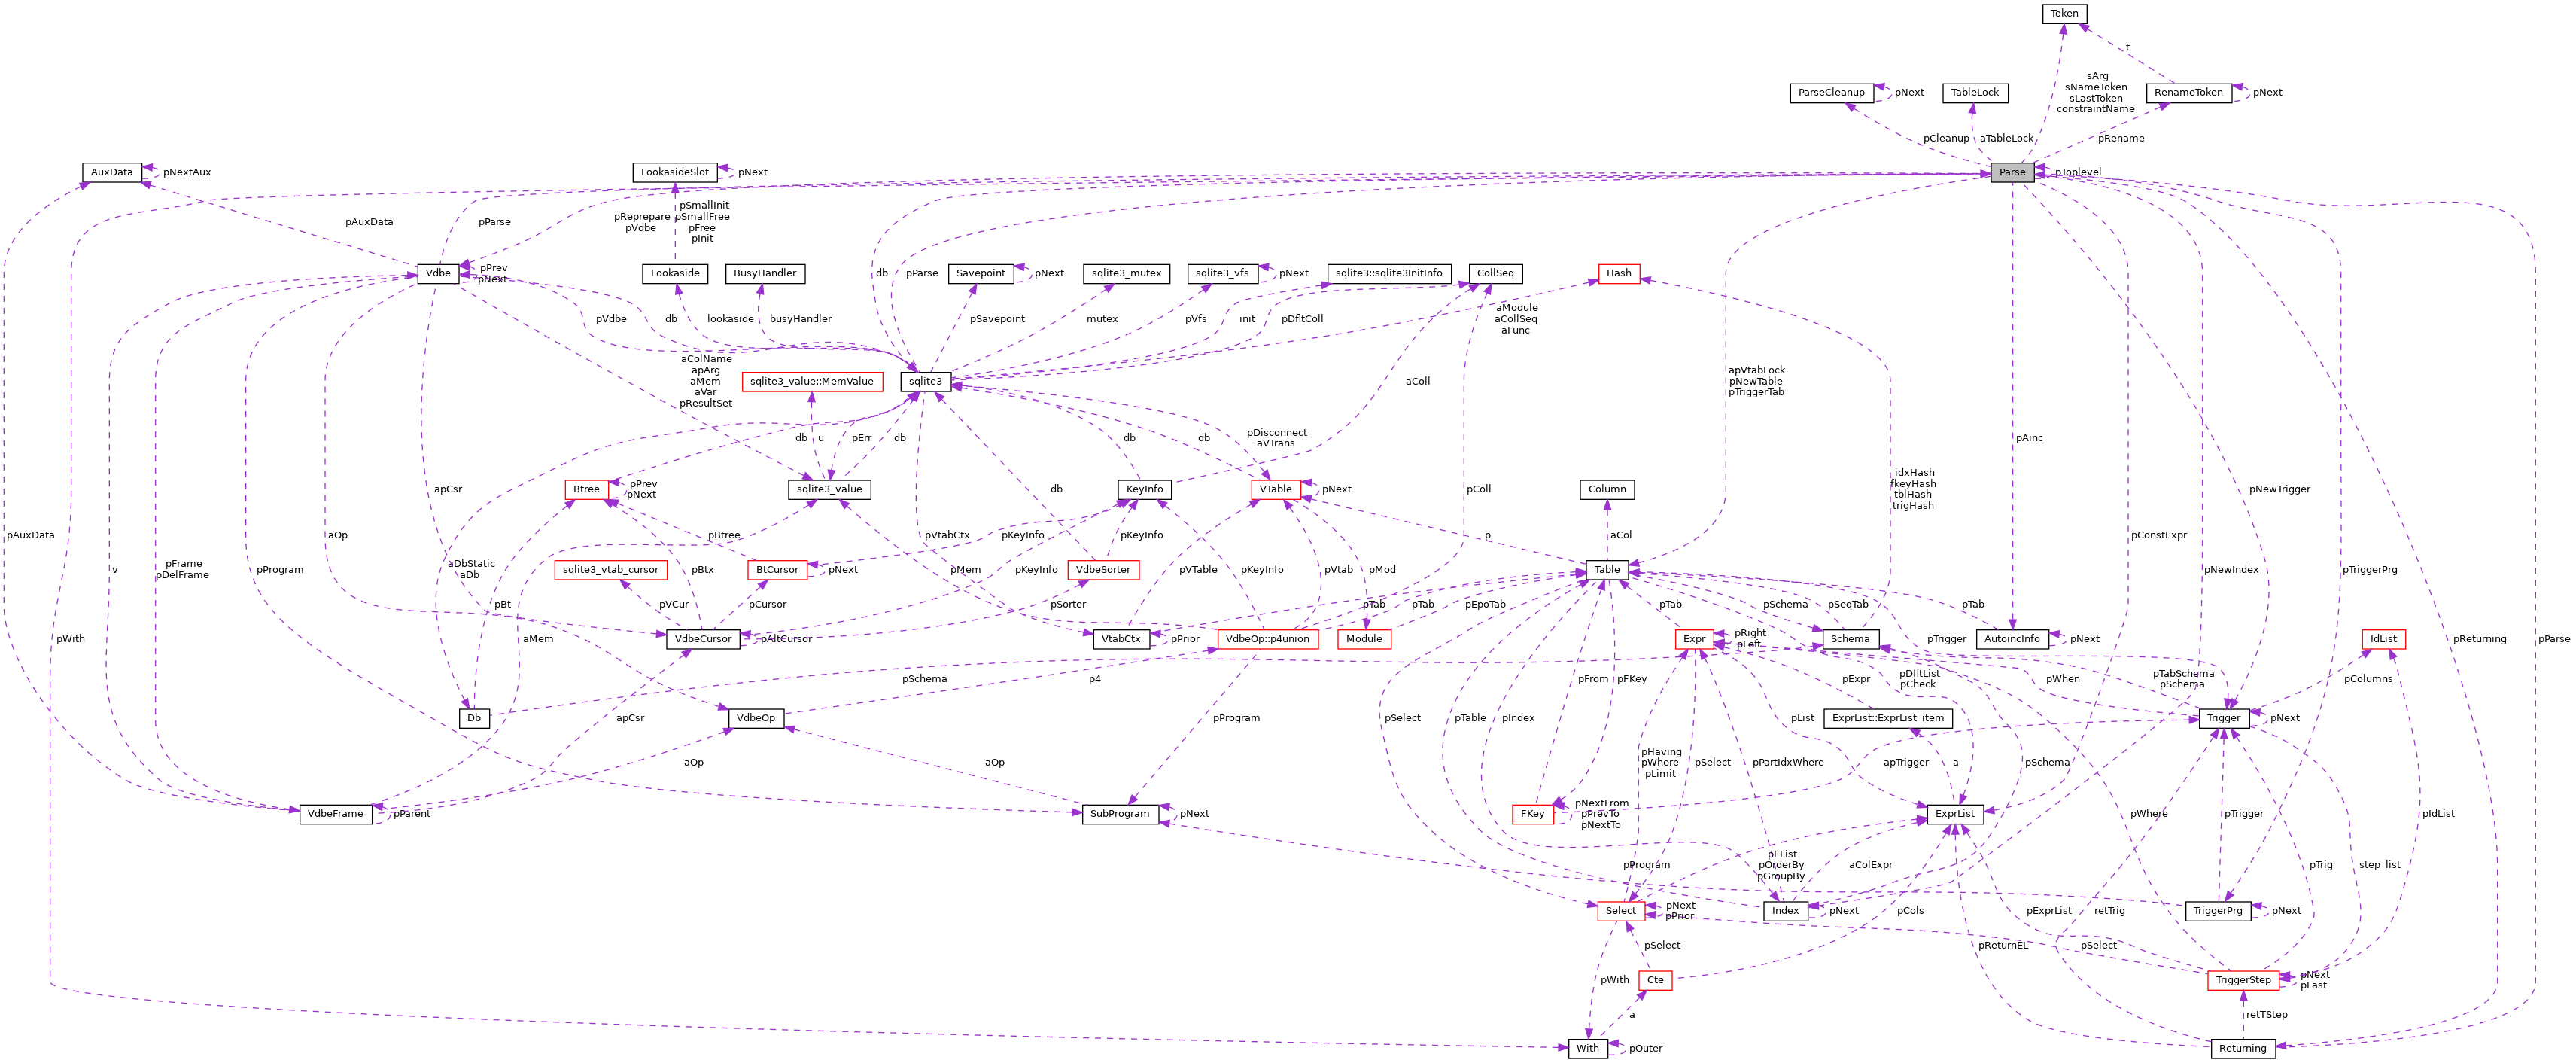 Token
t
sArg
sNameToken
sLastToken
constraintName
ParseCleanup
pNext
TableLock
RenameToken
pNext
pCleanup
aTableLock
pRename
AuxData
pNextAux
LookasideSlot
pNext
Parse
pToplevel
pAuxData
pParse
pReprepare
pVdbe
pSmallInit
pSmallFree
pFree
pInit
Vdbe
pPrev
pNext
Lookaside
BusyHandler
db
pParse
Savepoint
pNext
sqlite3_mutex
sqlite3_vfs
pNext
sqlite3::sqlite3InitInfo
CollSeq
Hash
pVdbe
db
lookaside
busyHandler
pSavepoint
mutex
pVfs
init
pDfltColl
aModule
aCollSeq
aFunc
aColName
apArg
aMem
aVar
pResultSet
sqlite3_value::MemValue
sqlite3
aColl
apVtabLock
pNewTable
pTriggerTab
db
u
pErr
db
db
db
pDisconnect
aVTrans
pAinc
apCsr
Btree
pPrev
pNext
sqlite3_value
db
KeyInfo
VTable
pNext
pColl
Column
idxHash
fkeyHash
tblHash
trigHash
pNewTrigger
pAuxData
v
pFrame
pDelFrame
pProgram
aOp
aDbStatic
aDb
pBtree
pVtabCtx
pKeyInfo
pKeyInfo
p
aCol
pConstExpr
pNewIndex
pTriggerPrg
sqlite3_vtab_cursor
pBtx
BtCursor
pNext
pMem
pKeyInfo
VdbeSorter
pVTable
pKeyInfo
pVtab
pMod
Table
pBt
pVCur
pCursor
pSorter
pTab
pTab
pEpoTab
pTab
pSchema
pSeqTab
pTab
pWith
aMem
VdbeCursor
pAltCursor
VtabCtx
pPrior
VdbeOp::p4union
Module
Expr
pRight
pLeft
Schema
pTrigger
AutoincInfo
pNext
IdList
pReturning
pParse
pSchema
p4
pFrom
pFKey
pExpr
pDfltList
pCheck
pWhen
pTabSchema
pSchema
pColumns
Db
apCsr
VdbeOp
pProgram
pSelect
pTable
pIndex
pList
ExprList::ExprList_item
Trigger
pNext
aOp
aOp
pHaving
pWhere
pLimit
pSelect
pPartIdxWhere
apTrigger
a
pSchema
VdbeFrame
pParent
SubProgram
pNext
FKey
pNextFrom
pPrevTo
pNextTo
ExprList
pWhere
pTrigger
pIdList
pProgram
pEList
pOrderBy
pGroupBy
aColExpr
pTrig
step_list
Select
pNext
pPrior
Index
pNext
pCols
pExprList
retTrig
TriggerPrg
pNext
pSelect
pReturnEL
pSelect
pWith
Cte
TriggerStep
pNext
pLast
a
retTStep
With
pOuter
Returning